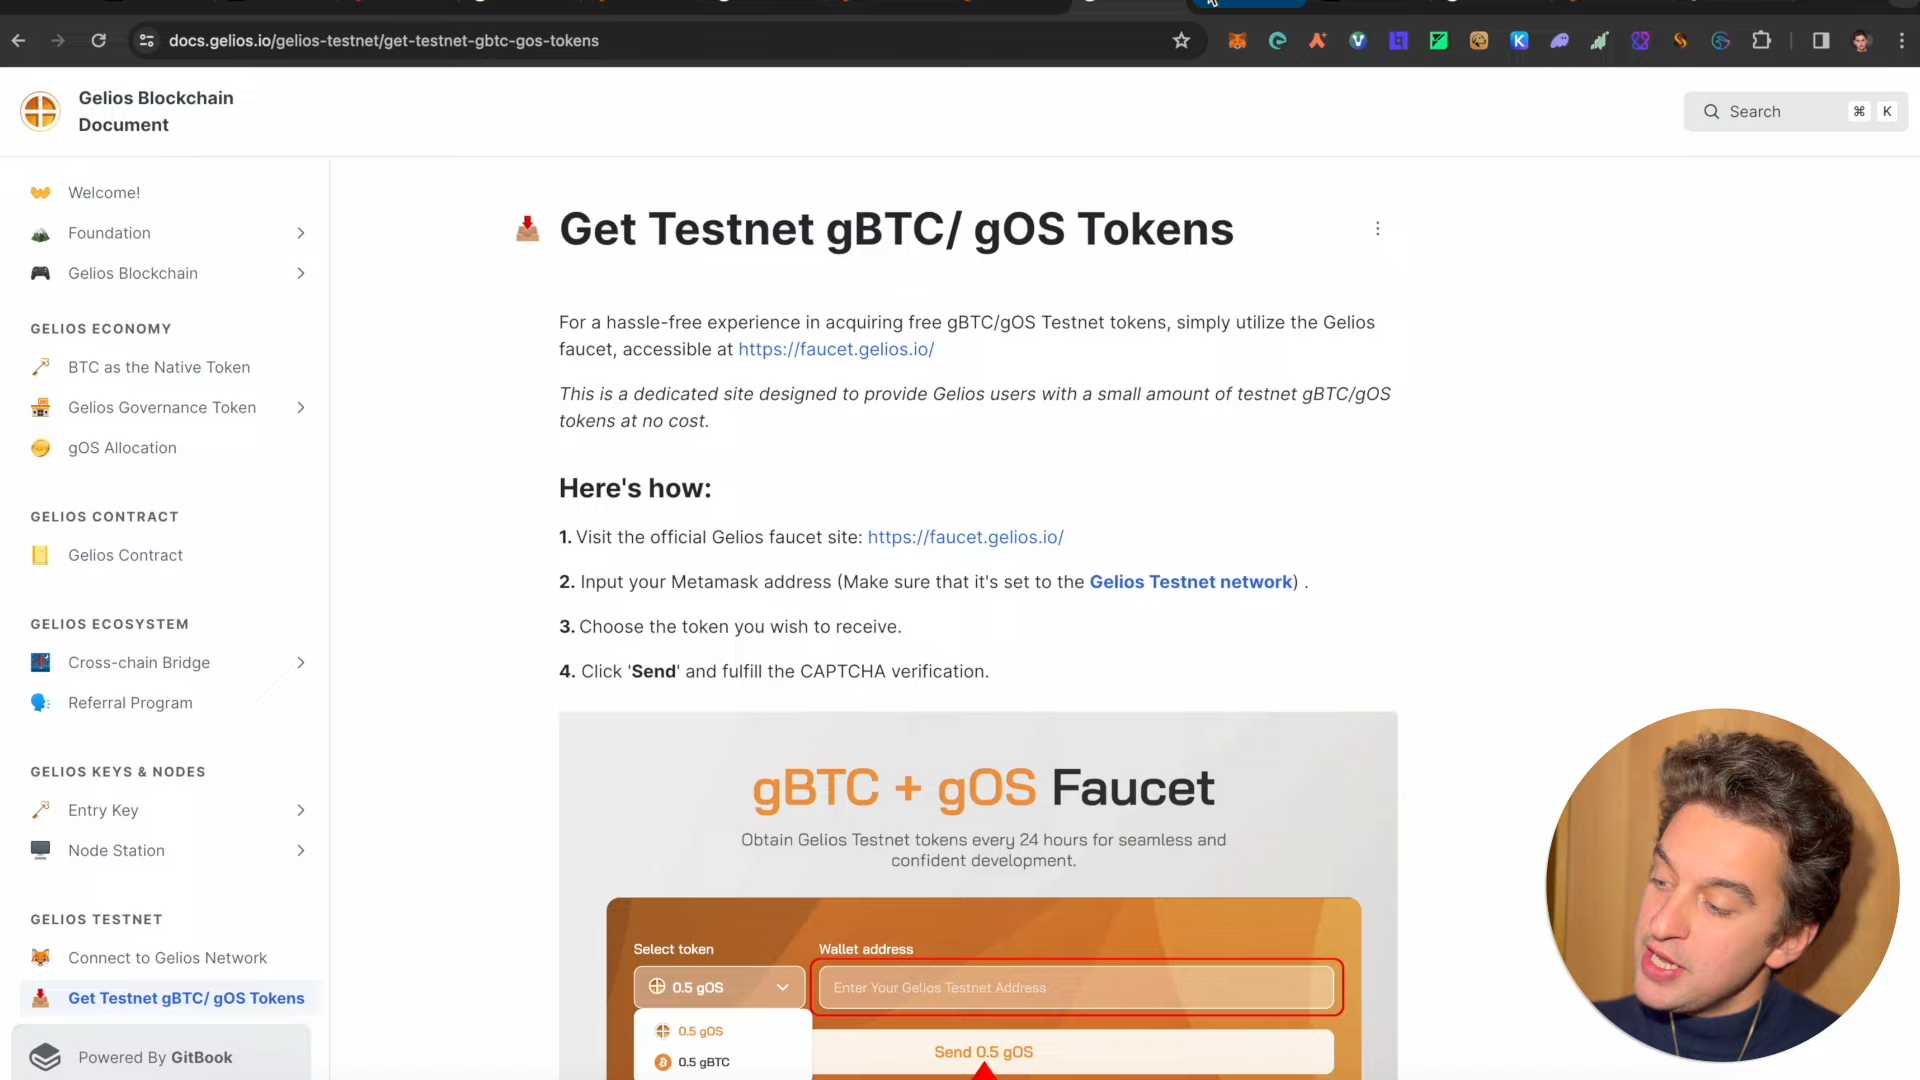 docs.gelios.io/gelios-testnet/get-testnet-gbtc-gos-tokens
Gelios Blockchain
Document
Search
⌘ K
Welcome!
Foundation
Gelios Blockchain
GELIOS ECONOMY
BTC as the Native Token
Gelios Governance Token
gOS Allocation
GELIOS CONTRACT
Gelios Contract
GELIOS ECOSYSTEM
Cross-chain Bridge
Referral Program
GELIOS KEYS & NODES
Entry Key
Node Station
GELIOS TESTNET
Connect to Gelios Network
Get Testnet gBTC/ gOS Tokens
Powered By GitBook
Get Testnet gBTC/ gOS Tokens
For a hassle-free experience in acquiring free gBTC/gOS Testnet tokens, simply utilize the Gelios
faucet, accessible at https://faucet.gelios.io/
This is a dedicated site designed to provide Gelios users with a small amount of testnet gBTC/gOS
tokens at no cost.
Here's how:
1. Visit the official Gelios faucet site: https://faucet.gelios.io/
2. Input your Metamask address (Make sure that it's set to the Gelios Testnet network) .
3. Choose the token you wish to receive.
4. Click 'Send' and fulfill the CAPTCHA verification.
gBTC + gOS Faucet
Obtain Gelios Testnet tokens every 24 hours for seamless and
confident development.
Select token
Wallet address
0.5 gOS
Enter Your Gelios Testnet Address
0.5 gOS
0.5 gBTC
Send 0.5 gOS